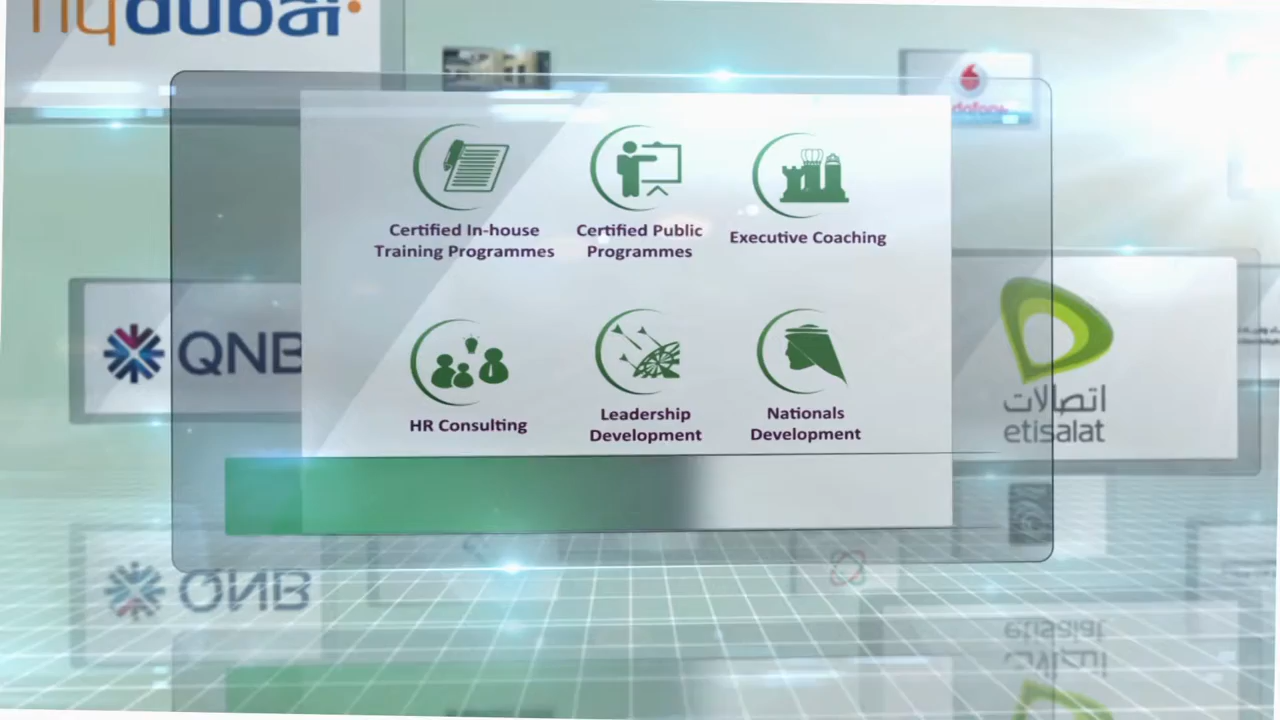 flydubai
vodafone
Certified In-house
Training Programmes
Certified Public
Programmes
Executive Coaching
QNB
HR Consulting
Leadership
Development
Nationals
Development
اتصالات
etisalat